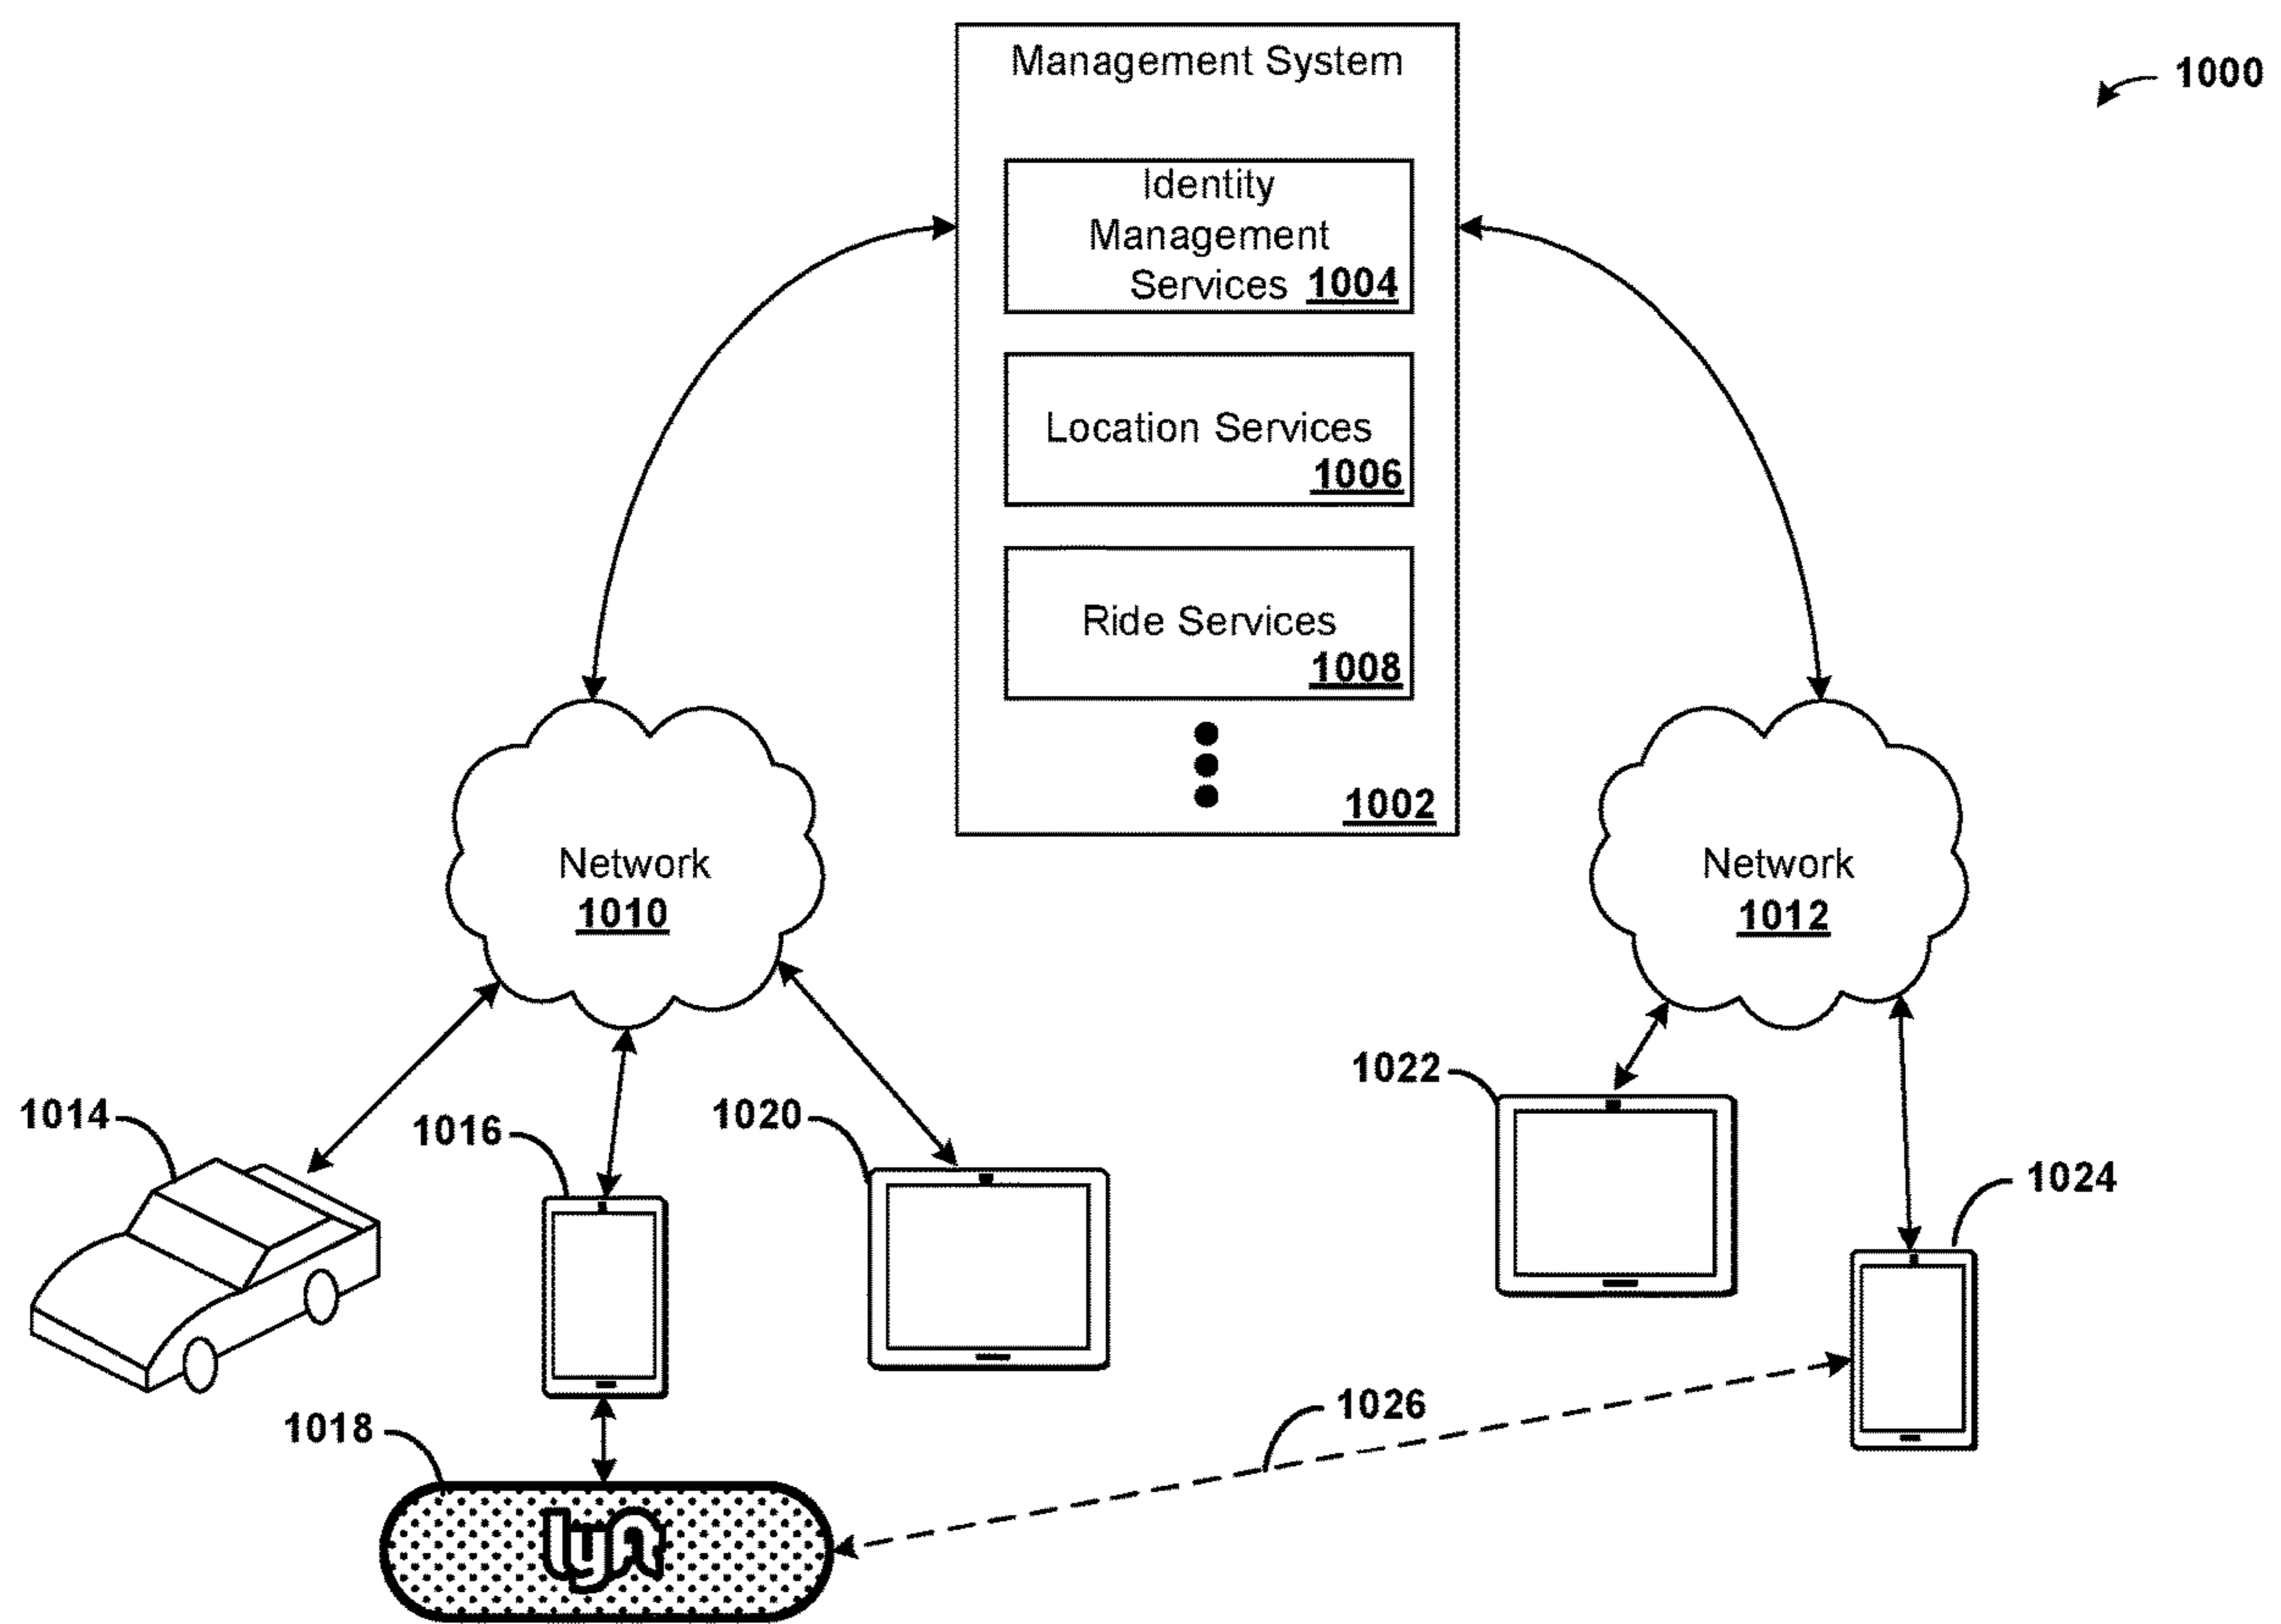 Management System
1000
Identity
Management
Services 1004
Location Services
1006
Ride Services
1008
1002
Network
1010
Network
1012
1014
1016
1020
1022
1024
1018
1026
lyft